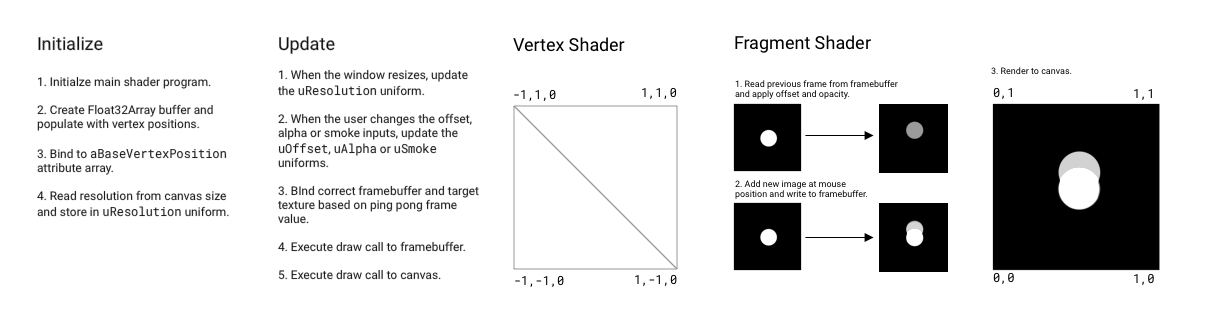 Initialize
1. Initialze main shader program.
2. Create Float32Array buffer and
populate with vertex positions.
3. Bind to aBaseVertexPosition
attribute array.
4. Read resolution from canvas size
and store in uResolution uniform.
Update
1. When the window resizes, update
the uResolution uniform.
2. When the user changes the offset,
alpha or smoke inputs, update the
uOffset, uAlpha or uSmoke
uniforms.
3. BInd correct framebuffer and target
texture based on ping pong frame
value.
4. Execute draw call to framebuffer.
5. Execute draw call to canvas.
Vertex Shader
-1,1,0
1,1,0
-1,-1,0
1,-1,0
Fragment Shader
1. Read previous frame from framebuffer
and apply offset and opacity.
2. Add new image at mouse
position and write to framebuffer.
3. Render to canvas.
0,1
1,1
0,0
1,0